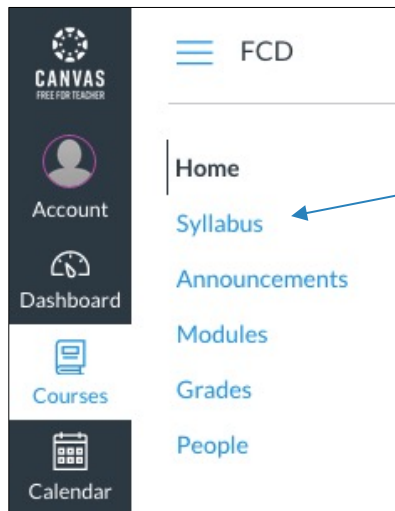 CANVAS
FREE FOR TEACHER
Account
Dashboard
Courses
Calendar
FCD
Home
Syllabus
Announcements
Modules
Grades
People